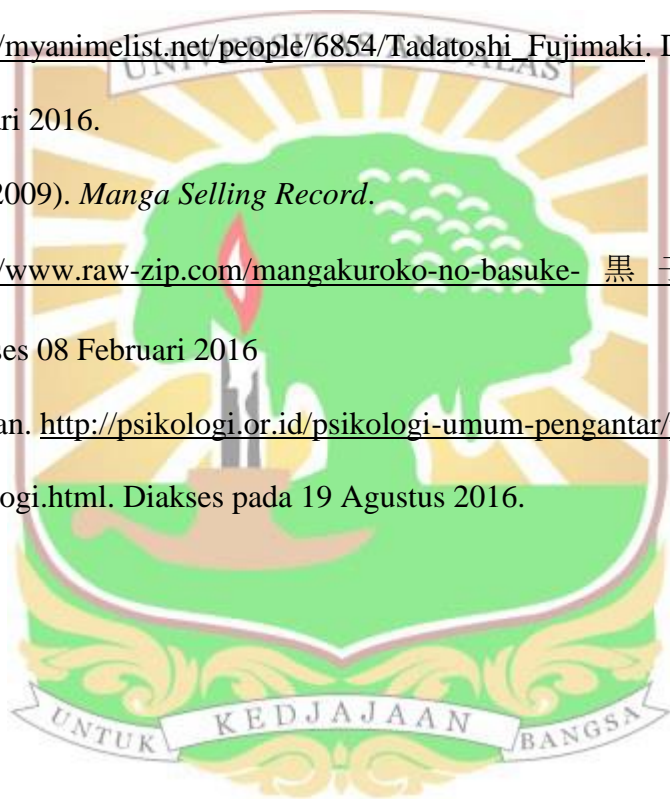 /myanimelist.net/people/6854/Tadatoshi_Fujimaki. D
UNIVERSITAS ANDALAS
ari 2016.
2009). Manga Selling Record.
/www.raw-zip.com/mangakuroko-no-basuke- 黒
ses 08 Februari 2016
an. http://psikologi.or.id/psikologi-umum-pengantar/
ogi.html. Diakses pada 19 Agustus 2016.
UNTUK KEDJAJAAN BANGSA